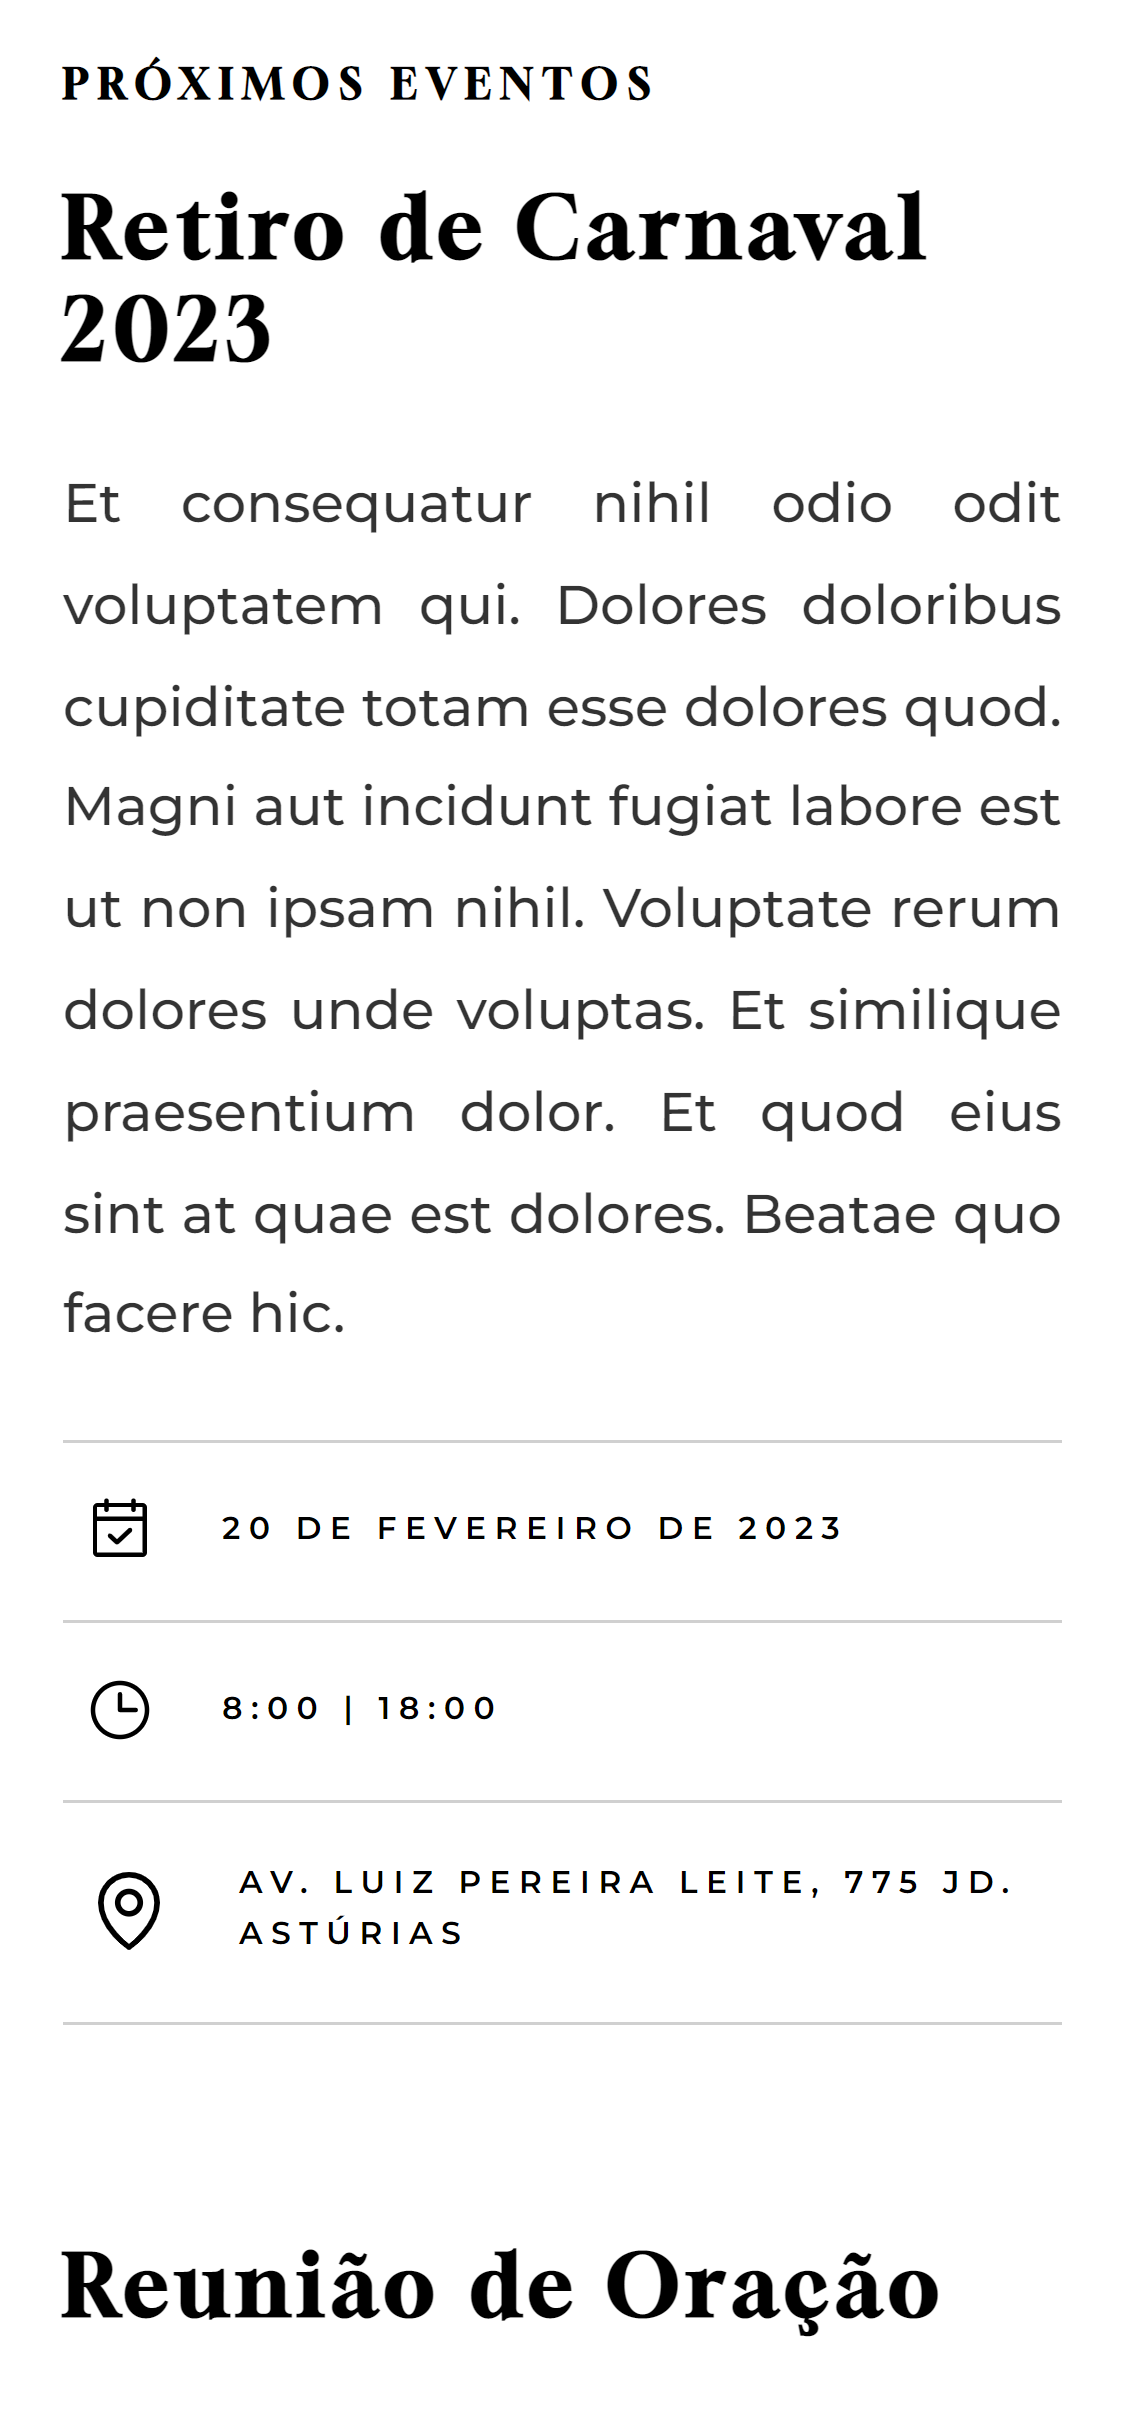 PRÓXIMOS EVENTOS
Retiro de Carnaval
2023
Et consequatur nihil odio odit
voluptatem qui. Dolores doloribus
cupiditate totam esse dolores quod.
Magni aut incidunt fugiat labore est
ut non ipsam nihil. Voluptate rerum
dolores unde voluptas. Et similique
praesentium dolor. Et quod eius
sint at quae est dolores. Beatae quo
facere hic.
20 DE FEVEREIRO DE 2023
8:00 | 18:00
AV. LUIZ PEREIRA LEITE, 775 JD.
ASTÚRIAS
Reunião de Oração